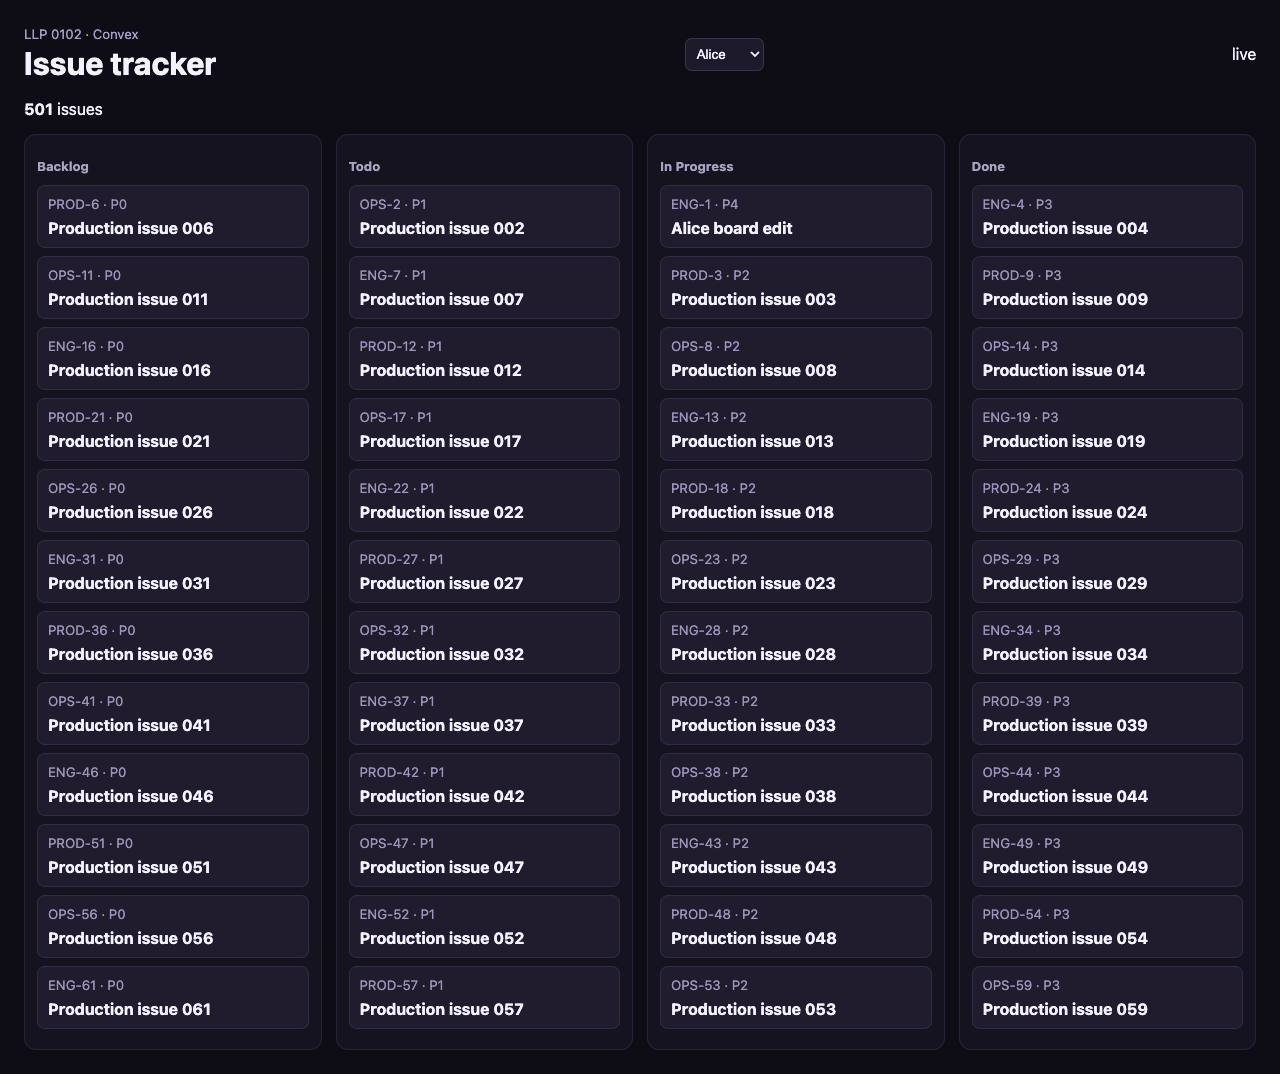 LLP 0102 · Convex
Issue tracker
Alice
live
501 issues
Backlog
PROD-6 · P0
Production issue 006
OPS-11 · P0
Production issue 011
ENG-16 · P0
Production issue 016
PROD-21 · P0
Production issue 021
OPS-26 · P0
Production issue 026
ENG-31 · P0
Production issue 031
PROD-36 · P0
Production issue 036
OPS-41 · P0
Production issue 041
ENG-46 · P0
Production issue 046
PROD-51 · P0
Production issue 051
OPS-56 · P0
Production issue 056
ENG-61 · P0
Production issue 061
Todo
OPS-2 · P1
Production issue 002
ENG-7 · P1
Production issue 007
PROD-12 · P1
Production issue 012
OPS-17 · P1
Production issue 017
ENG-22 · P1
Production issue 022
PROD-27 · P1
Production issue 027
OPS-32 · P1
Production issue 032
ENG-37 · P1
Production issue 037
PROD-42 · P1
Production issue 042
OPS-47 · P1
Production issue 047
ENG-52 · P1
Production issue 052
PROD-57 · P1
Production issue 057
In Progress
ENG-1 · P4
Alice board edit
PROD-3 · P2
Production issue 003
OPS-8 · P2
Production issue 008
ENG-13 · P2
Production issue 013
PROD-18 · P2
Production issue 018
OPS-23 · P2
Production issue 023
ENG-28 · P2
Production issue 028
PROD-33 · P2
Production issue 033
OPS-38 · P2
Production issue 038
ENG-43 · P2
Production issue 043
PROD-48 · P2
Production issue 048
OPS-53 · P2
Production issue 053
Done
ENG-4 · P3
Production issue 004
PROD-9 · P3
Production issue 009
OPS-14 · P3
Production issue 014
ENG-19 · P3
Production issue 019
PROD-24 · P3
Production issue 024
OPS-29 · P3
Production issue 029
ENG-34 · P3
Production issue 034
PROD-39 · P3
Production issue 039
OPS-44 · P3
Production issue 044
ENG-49 · P3
Production issue 049
PROD-54 · P3
Production issue 054
OPS-59 · P3
Production issue 059